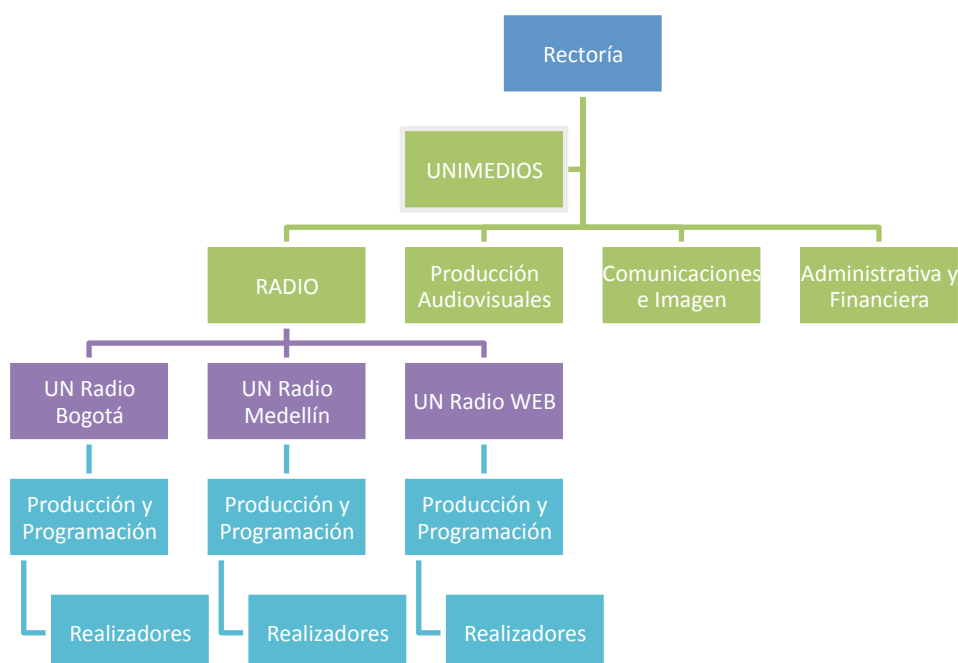 Rectoría
UNIMEDIOS
RADIO
Producción
Audiovisuales
Comunicaciones
e Imagen
Administrativa y
Financiera
UN Radio
Bogotá
UN Radio
Medellín
UN Radio WEB
Producción y
Programación
Producción y
Programación
Producción y
Programación
Realizadores
Realizadores
Realizadores